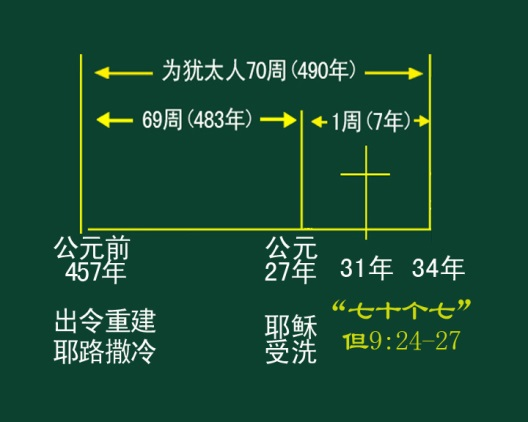 为犹太人70周(490年)
69周(483年)
1周(7年)
公元前
457年
公元
27年
31年
34年
出令重建
耶路撒冷
耶稣
受洗
“七十个七”
但9:24-27